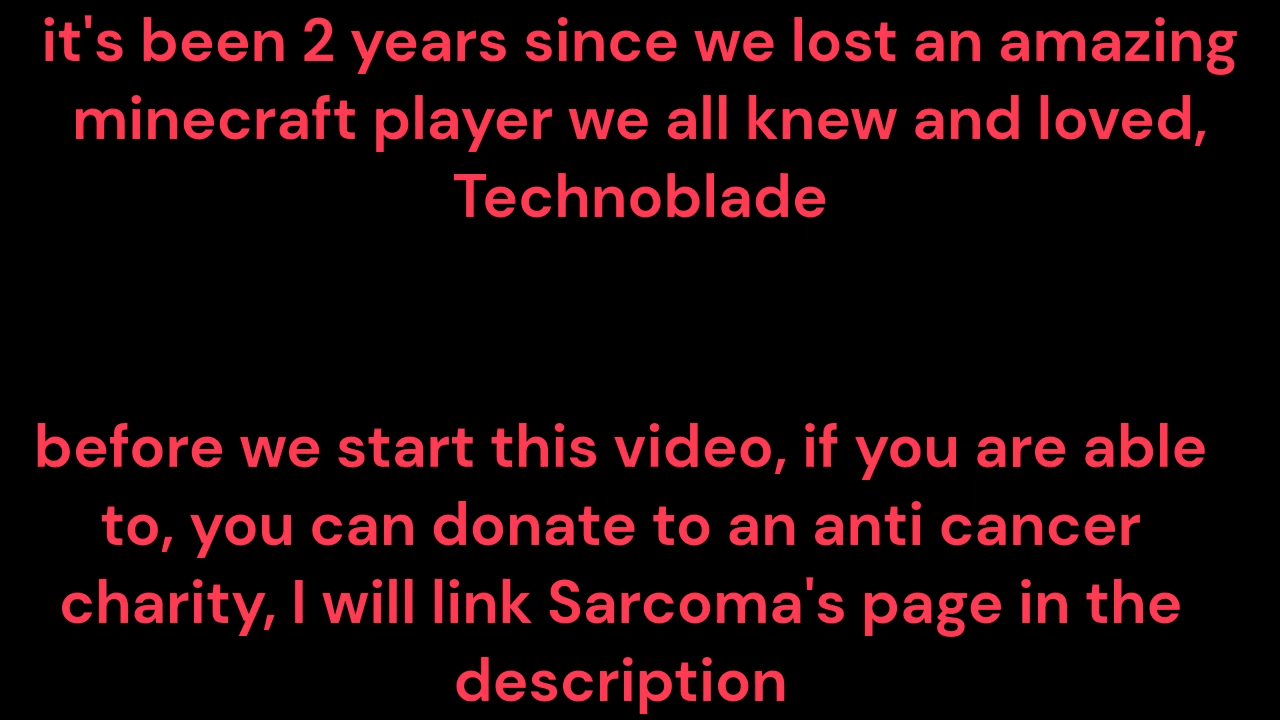 it's been 2 years since we lost an amazing
minecraft player we all knew and loved,
Technoblade
before we start this video, if you are able
to, you can donate to an anti cancer
charity, I will link Sarcoma's page in the
description